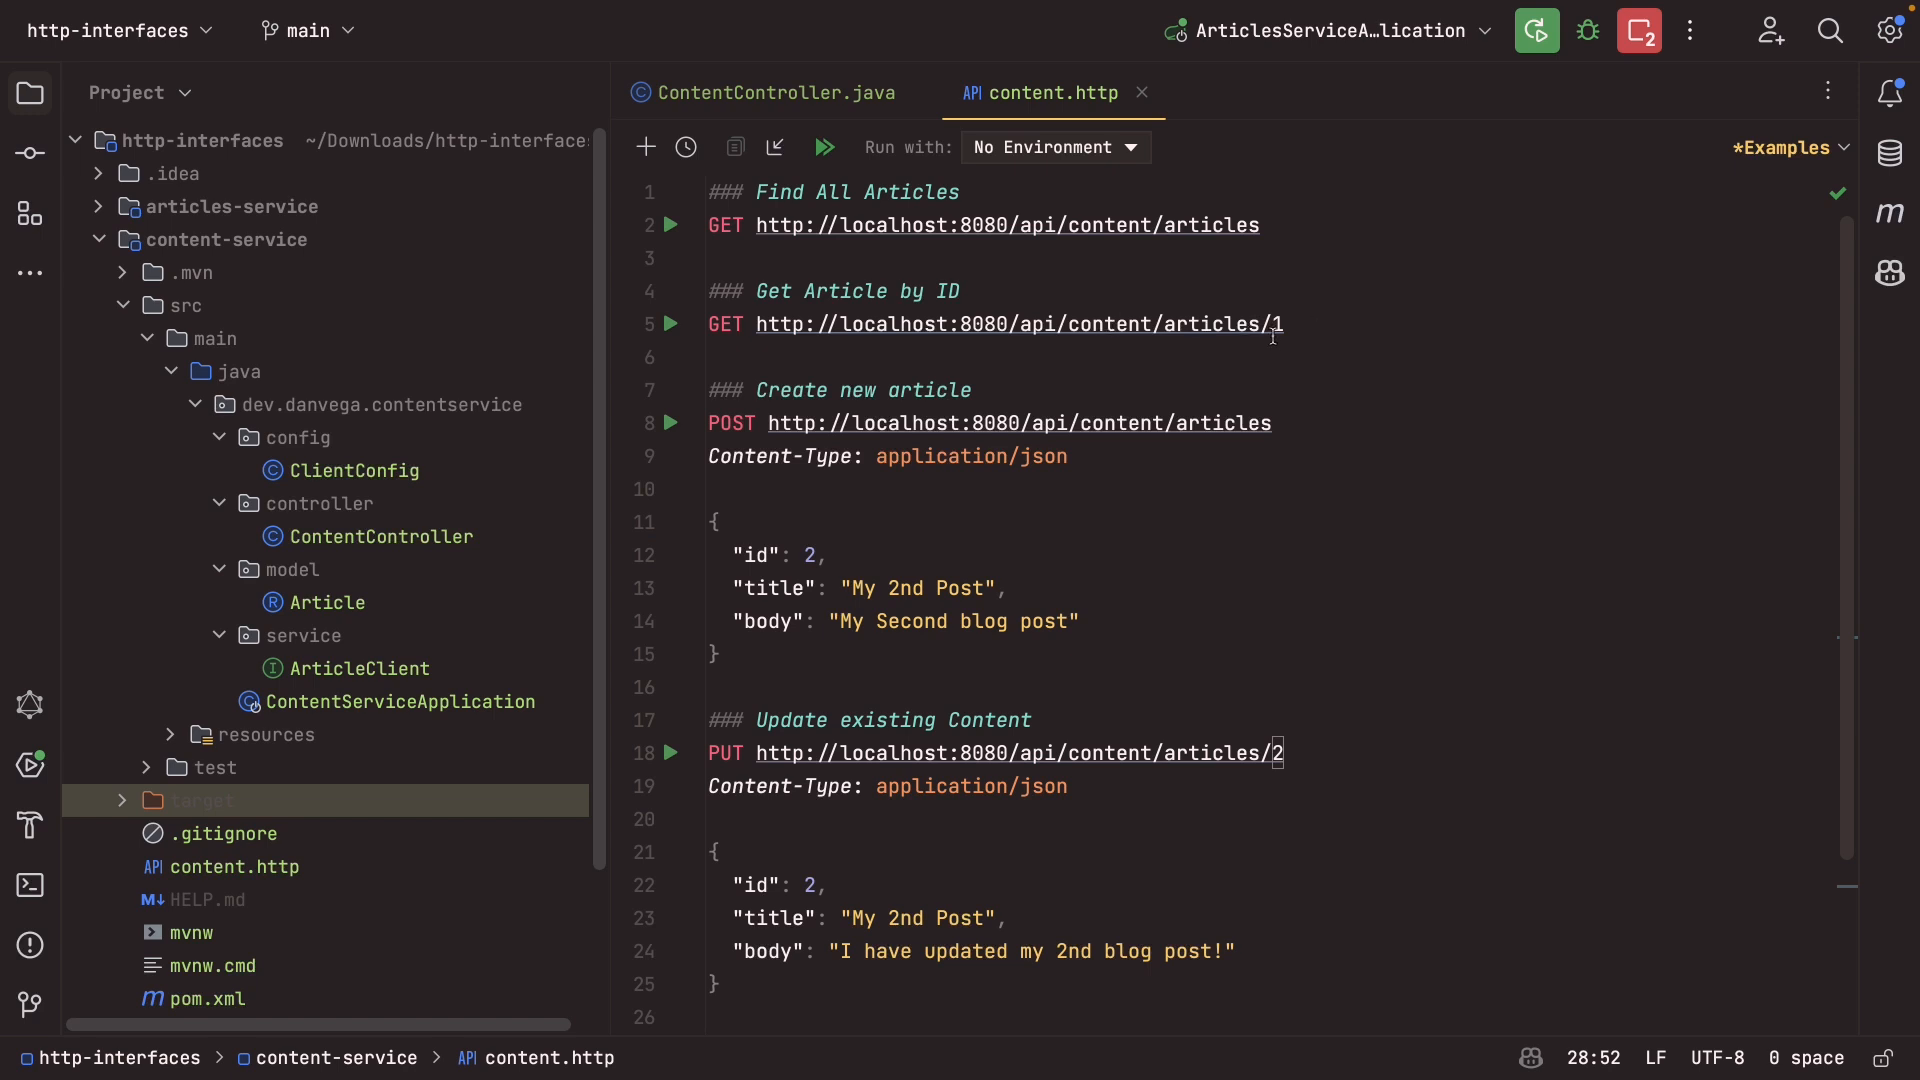 http-interfaces
main
ArticlesServiceA…lication
2
Project
http-interfaces ~/Downloads/http-interfaces
.idea
articles-service
content-service
.mvn
src
main
java
dev.danvega.contentservice
config
ClientConfig
controller
ContentController
model
Article
service
ArticleClient
ContentServiceApplication
resources
test
target
.gitignore
API content.http
M↓ HELP.md
mvnw
mvnw.cmd
m pom.xml
ContentController.java
API content.http
Run with: No Environment
*Examples
1 ### Find All Articles
2 GET http://localhost:8080/api/content/articles
3
4 ### Get Article by ID
5 GET http://localhost:8080/api/content/articles/1
6
7 ### Create new article
8 POST http://localhost:8080/api/content/articles
9 Content-Type: application/json
10
11 {
12 "id": 2,
13 "title": "My 2nd Post",
14 "body": "My Second blog post"
15 }
16
17 ### Update existing Content
18 PUT http://localhost:8080/api/content/articles/2
19 Content-Type: application/json
20
21 {
22 "id": 2,
23 "title": "My 2nd Post",
24 "body": "I have updated my 2nd blog post!"
25 }
26
m
http-interfaces > content-service > API content.http
28:52 LF UTF-8 0 space